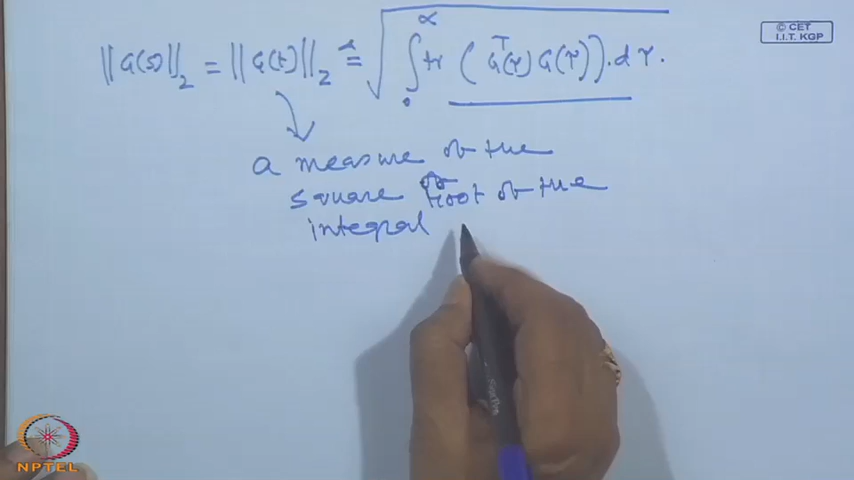 ‖G(s)‖₂ = ‖G(t)‖₂ ≜ √∫₀^∝ tr (Gᵀ(τ) G(τ)).dτ.
© CET
I.I.T. KGP
a measure of the
square root of the
integral
NPTEL